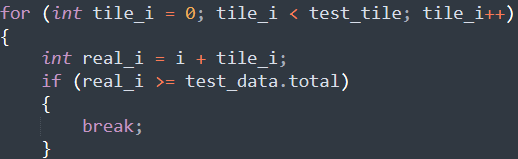 for (int tile_i = 0; tile_i < test_tile; tile_i++)
{
    int real_i = i + tile_i;
    if (real_i >= test_data.total)
    {
        break;
    }